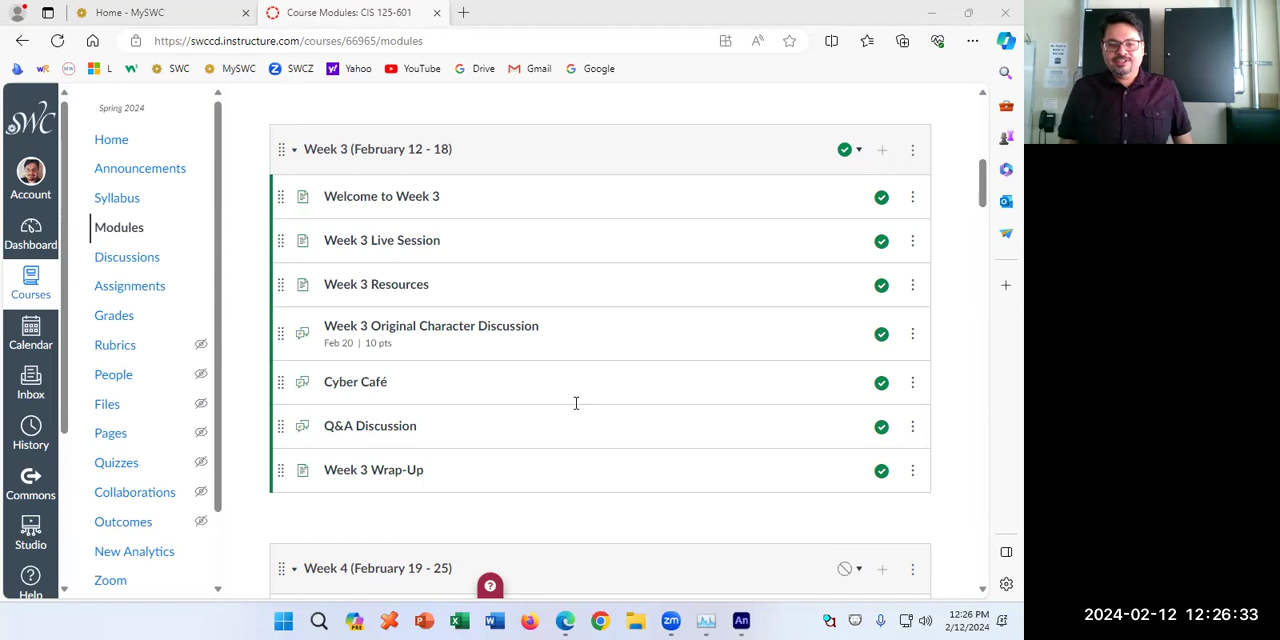 Home - MySWC
Course Modules: CIS 125-601
https://swccd.instructure.com/courses/66965/modules
L
SWC
MySWC
SWCZ
Drive
Gmail
Google
SWC
Account
Dashboard
Courses
Calendar
Inbox
History
Commons
Studio
Help
Spring 2024
Home
Announcements
Syllabus
Modules
Discussions
Assignments
Grades
Rubrics
People
Files
Pages
Quizzes
Collaborations
Outcomes
New Analytics
Zoom
Week 3 (February 12 - 18)
Welcome to Week 3
Week 3 Live Session
Week 3 Resources
Week 3 Original Character Discussion
Feb 20 | 10 pts
Cyber Café
Q&A Discussion
Week 3 Wrap-Up
Week 4 (February 19 - 25)
12:26 PM
2/12/2024
2024-02-12 12:26:33